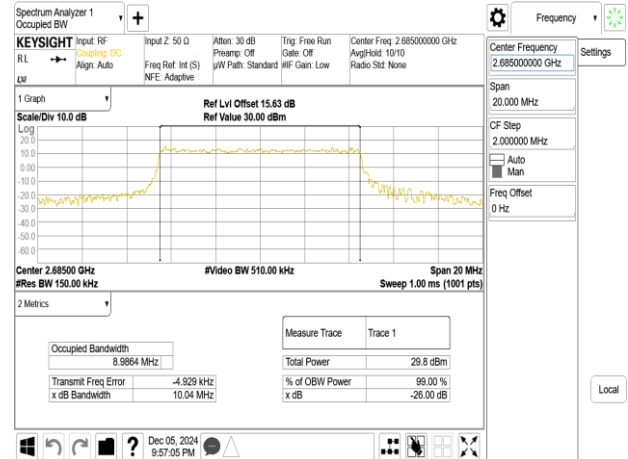 Spectrum Analyzer 1
Occupied BW
Frequency
KEYSIGHT
RL
LXI
Input: RF
Coupling: DC
Align: Auto
Input Z: 50 Ω
Freq Ref: Int (S)
NFE: Adaptive
Atten: 30 dB
Preamp: Off
µW Path: Standard
Trig: Free Run
Gate: Off
#IF Gain: Low
Center Freq: 2.685000000 GHz
Avg|Hold: 10/10
Radio Std: None
Center Frequency
2.685000000 GHz
Settings
Span
20.000 MHz
CF Step
2.000000 MHz
Auto
Man
Freq Offset
0 Hz
Local
1 Graph
Scale/Div 10.0 dB
Ref Lvl Offset 15.63 dB
Ref Value 30.00 dBm
Log
20.0
10.0
0.00
-10.0
-20.0
-30.0
-40.0
-50.0
-60.0
Center 2.68500 GHz
#Video BW 510.00 kHz
Span 20 MHz
#Res BW 150.00 kHz
Sweep 1.00 ms (1001 pts)
2 Metrics
Measure Trace Trace 1
Occupied Bandwidth
8.9864 MHz
Total Power 29.8 dBm
Transmit Freq Error -4.929 kHz
% of OBW Power 99.00 %
x dB Bandwidth 10.04 MHz
x dB -26.00 dB
?
Dec 05, 2024
9:57:05 PM